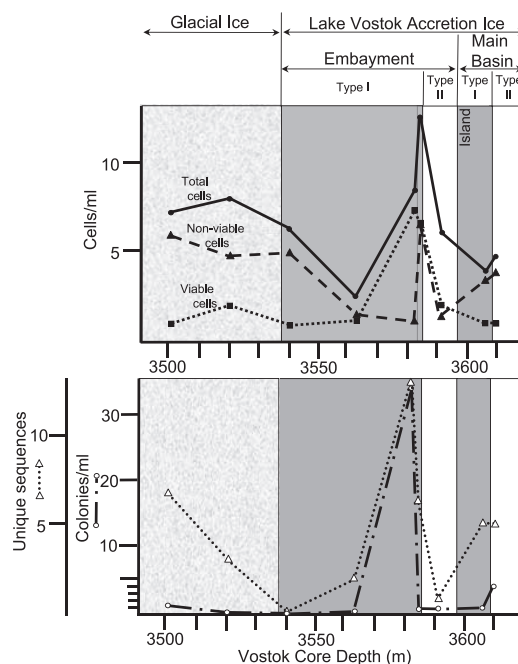 Glacial Ice Lake Vostok Accretion Ice
Embayment Main Basin
Type I Type II Type I Type II
Island
10
5
Cells/ml
Total cells
Non-viable cells
Viable cells
3500 3550 3600
Unique sequences
10
5
Colonies/ml
30
20
10
3500 3550 3600
Vostok Core Depth (m)